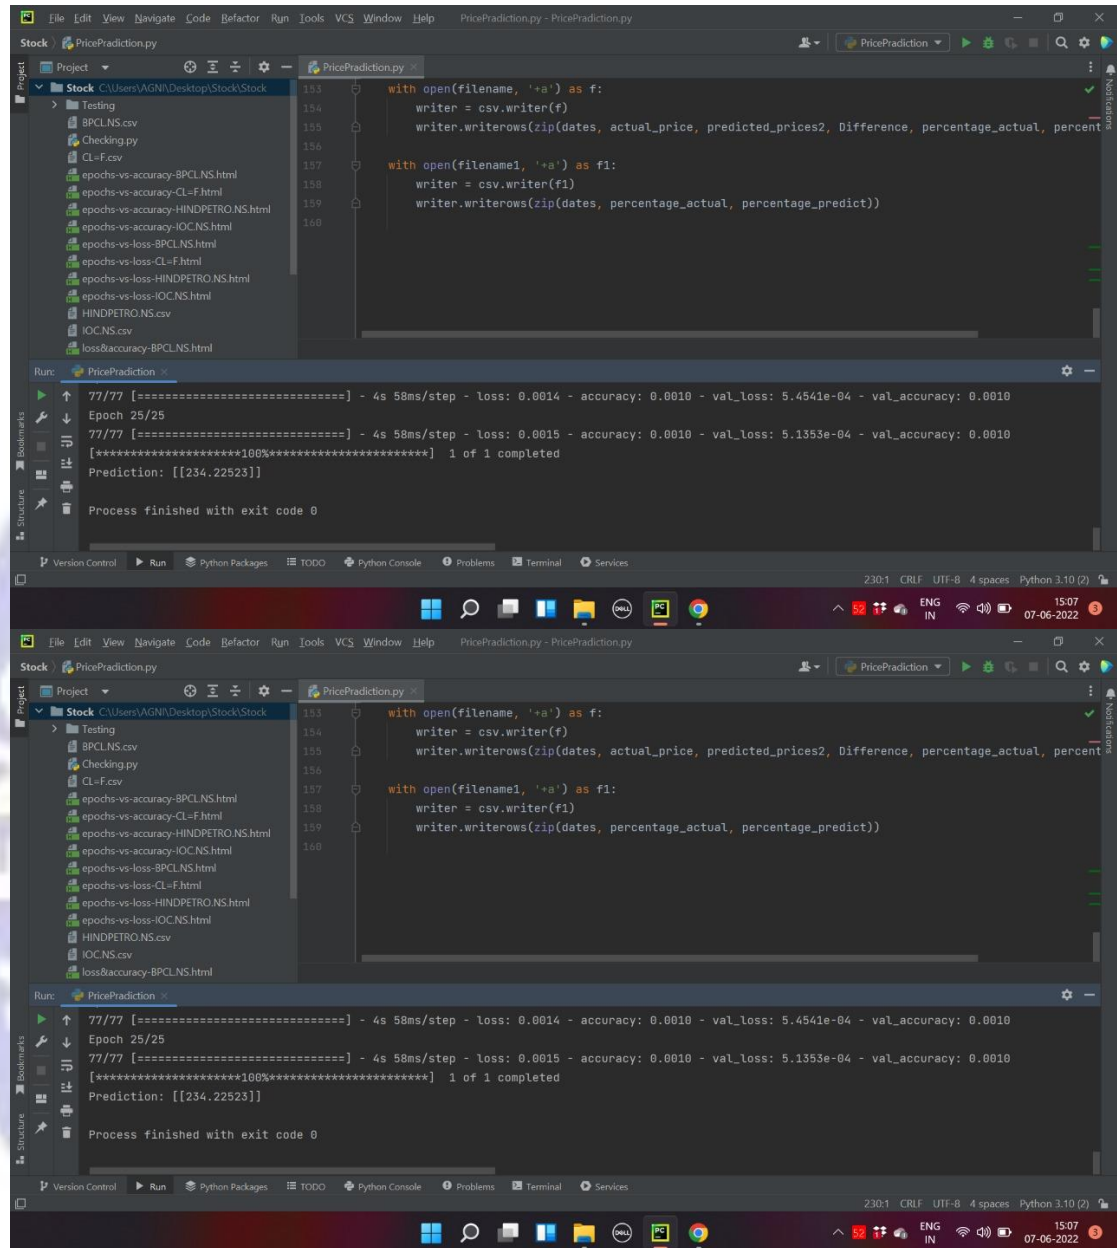 File Edit View Navigate Code Refactor Run Tools VCS Window Help PricePradiction.py - PricePradiction.py
Stock PricePradiction.py PricePradiction
Project PricePradiction.py
Project
Notifications
Stock C:\Users\AGNI\Desktop\Stock\Stock
Testing
BPCL.NS.csv
Checking.py
CL=F.csv
epochs-vs-accuracy-BPCL.NS.html
epochs-vs-accuracy-CL=F.html
epochs-vs-accuracy-HINDPETRO.NS.html
epochs-vs-accuracy-IOC.NS.html
epochs-vs-loss-BPCL.NS.html
epochs-vs-loss-CL=F.html
epochs-vs-loss-HINDPETRO.NS.html
epochs-vs-loss-IOC.NS.html
HINDPETRO.NS.csv
IOC.NS.csv
loss&accuracy-BPCL.NS.html
153 with open(filename, '+a') as f:
154 writer = csv.writer(f)
155 writer.writerows(zip(dates, actual_price, predicted_prices2, Difference, percentage_actual, percent
156
157 with open(filename1, '+a') as f1:
158 writer = csv.writer(f1)
159 writer.writerows(zip(dates, percentage_actual, percentage_predict))
160
Run: PricePradiction
77/77 [==============================] - 4s 58ms/step - loss: 0.0014 - accuracy: 0.0010 - val_loss: 5.4541e-04 - val_accuracy: 0.0010
Epoch 25/25
77/77 [==============================] - 4s 58ms/step - loss: 0.0015 - accuracy: 0.0010 - val_loss: 5.1353e-04 - val_accuracy: 0.0010
[*********************100%***********************] 1 of 1 completed
Prediction: [[234.22523]]
Process finished with exit code 0
Bookmarks
Structure
Version Control Run Python Packages TODO Python Console Problems Terminal Services
230:1 CRLF UTF-8 4 spaces Python 3.10 (2)
DELL PC 52 ENG 15:07
IN 07-06-2022 3
File Edit View Navigate Code Refactor Run Tools VCS Window Help PricePradiction.py - PricePradiction.py
Stock PricePradiction.py PricePradiction
Project PricePradiction.py
Project
Notifications
Stock C:\Users\AGNI\Desktop\Stock\Stock
Testing
BPCL.NS.csv
Checking.py
CL=F.csv
epochs-vs-accuracy-BPCL.NS.html
epochs-vs-accuracy-CL=F.html
epochs-vs-accuracy-HINDPETRO.NS.html
epochs-vs-accuracy-IOC.NS.html
epochs-vs-loss-BPCL.NS.html
epochs-vs-loss-CL=F.html
epochs-vs-loss-HINDPETRO.NS.html
epochs-vs-loss-IOC.NS.html
HINDPETRO.NS.csv
IOC.NS.csv
loss&accuracy-BPCL.NS.html
153 with open(filename, '+a') as f:
154 writer = csv.writer(f)
155 writer.writerows(zip(dates, actual_price, predicted_prices2, Difference, percentage_actual, percent
156
157 with open(filename1, '+a') as f1:
158 writer = csv.writer(f1)
159 writer.writerows(zip(dates, percentage_actual, percentage_predict))
160
Run: PricePradiction
77/77 [==============================] - 4s 58ms/step - loss: 0.0014 - accuracy: 0.0010 - val_loss: 5.4541e-04 - val_accuracy: 0.0010
Epoch 25/25
77/77 [==============================] - 4s 58ms/step - loss: 0.0015 - accuracy: 0.0010 - val_loss: 5.1353e-04 - val_accuracy: 0.0010
[*********************100%***********************] 1 of 1 completed
Prediction: [[234.22523]]
Process finished with exit code 0
Bookmarks
Structure
Version Control Run Python Packages TODO Python Console Problems Terminal Services
230:1 CRLF UTF-8 4 spaces Python 3.10 (2)
DELL PC 52 ENG 15:07
IN 07-06-2022 3